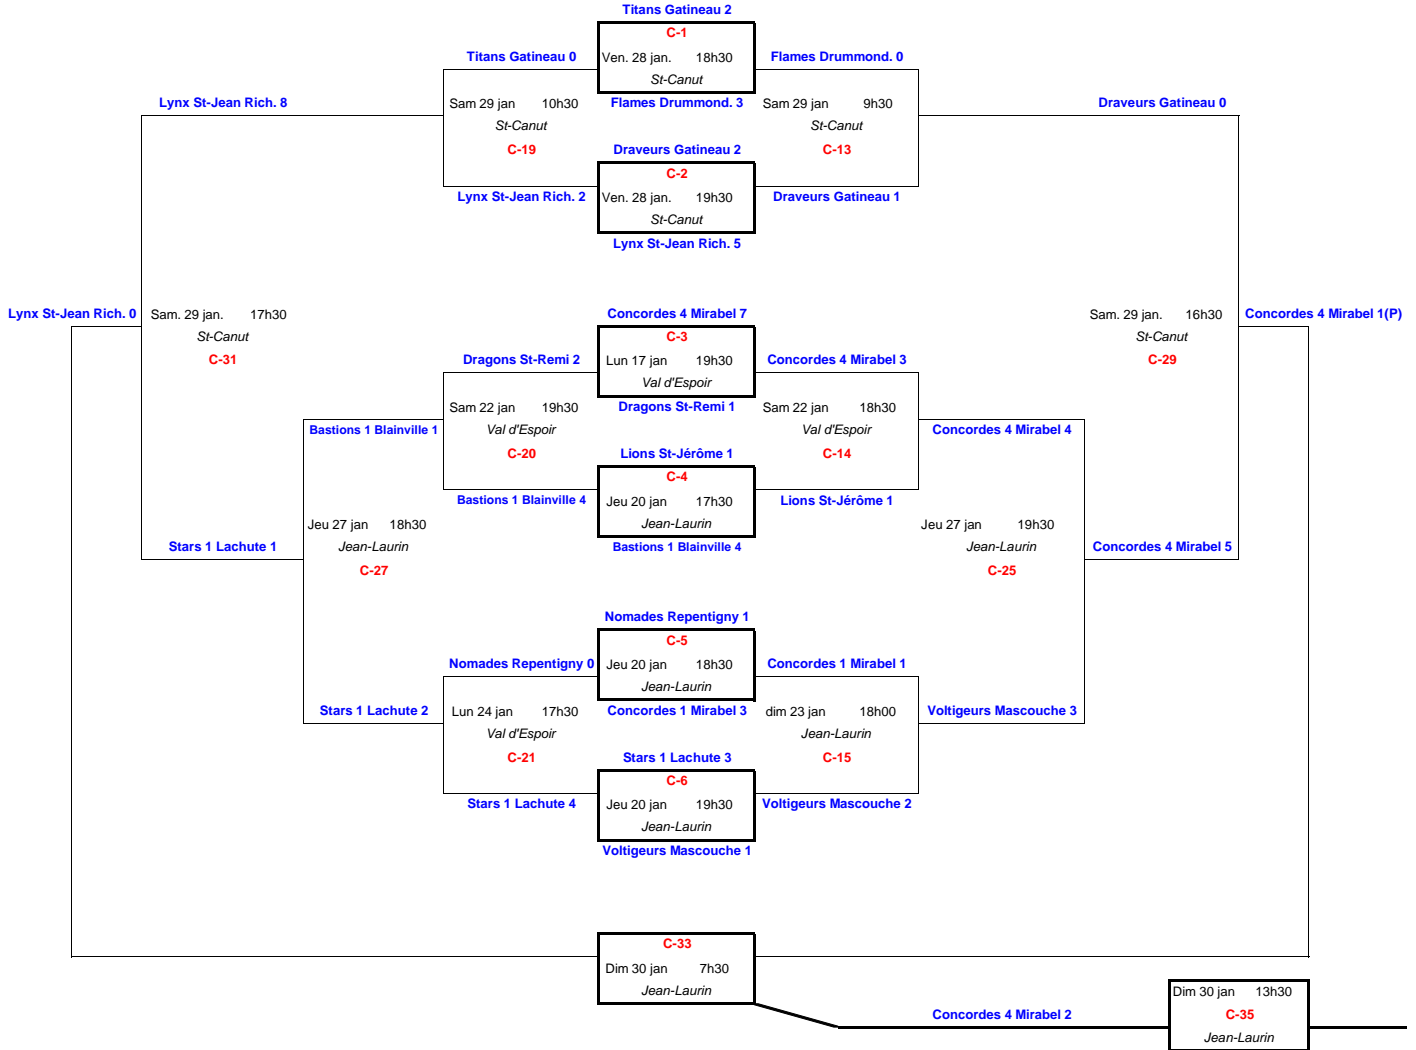 Titans Gatineau 2
C-1
Titans Gatineau 0
Ven. 28 jan. 18h30
Flames Drummond. 0
St-Canut
Lynx St-Jean Rich. 8
Sam 29 jan 10h30
Flames Drummond. 3
Sam 29 jan 9h30
Draveurs Gatineau 0
St-Canut
St-Canut
C-19
Draveurs Gatineau 2
C-13
C-2
Lynx St-Jean Rich. 2
Ven. 28 jan. 19h30
Draveurs Gatineau 1
St-Canut
Lynx St-Jean Rich. 5
Lynx St-Jean Rich. 0
Sam. 29 jan. 17h30
Concordes 4 Mirabel 7
Sam. 29 jan. 16h30
Concordes 4 Mirabel 1(P)
St-Canut
C-3
St-Canut
C-31
Dragons St-Remi 2
Lun 17 jan 19h30
Concordes 4 Mirabel 3
C-29
Val d'Espoir
Sam 22 jan 19h30
Dragons St-Remi 1
Sam 22 jan 18h30
Bastions 1 Blainville 1
Val d'Espoir
Val d'Espoir
Concordes 4 Mirabel 4
C-20
Lions St-Jérôme 1
C-14
C-4
Bastions 1 Blainville 4
Jeu 20 jan 17h30
Lions St-Jérôme 1
Jeu 27 jan 18h30
Jean-Laurin
Jeu 27 jan 19h30
Stars 1 Lachute 1
Jean-Laurin
Bastions 1 Blainville 4
Jean-Laurin
Concordes 4 Mirabel 5
C-27
C-25
Nomades Repentigny 1
C-5
Nomades Repentigny 0
Jeu 20 jan 18h30
Concordes 1 Mirabel 1
Jean-Laurin
Stars 1 Lachute 2
Lun 24 jan 17h30
Concordes 1 Mirabel 3
dim 23 jan 18h00
Voltigeurs Mascouche 3
Val d'Espoir
Jean-Laurin
C-21
Stars 1 Lachute 3
C-15
C-6
Stars 1 Lachute 4
Jeu 20 jan 19h30
Voltigeurs Mascouche 2
Jean-Laurin
Voltigeurs Mascouche 1
C-33
Dim 30 jan 7h30
Jean-Laurin
Dim 30 jan 13h30
Concordes 4 Mirabel 2
C-35
Jean-Laurin